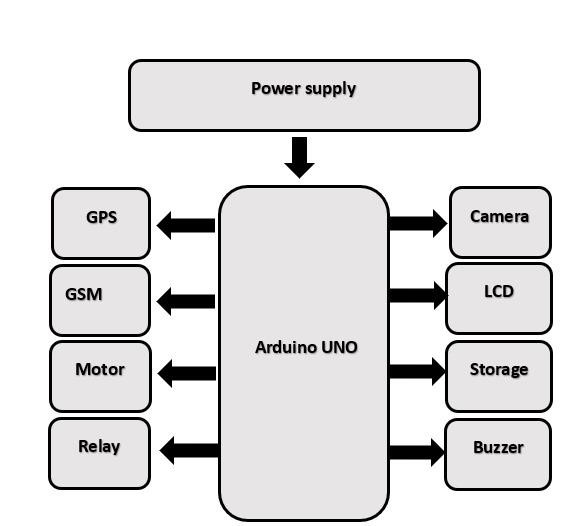 Power supply
GPS
Camera
GSM
LCD
Arduino UNO
Motor
Storage
Relay
Buzzer